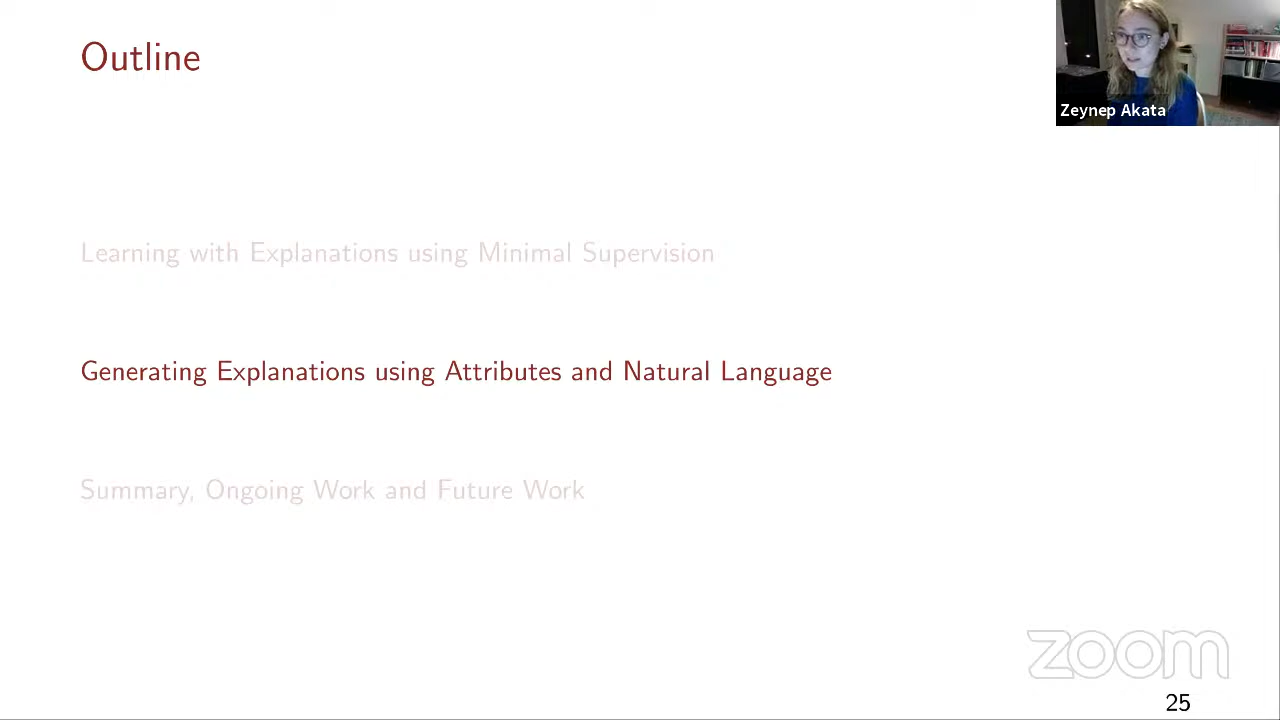 Outline
Zeynep Akata
Learning with Explanations using Minimal Supervision
Generating Explanations using Attributes and Natural Language
Summary, Ongoing Work and Future Work
zoom
25